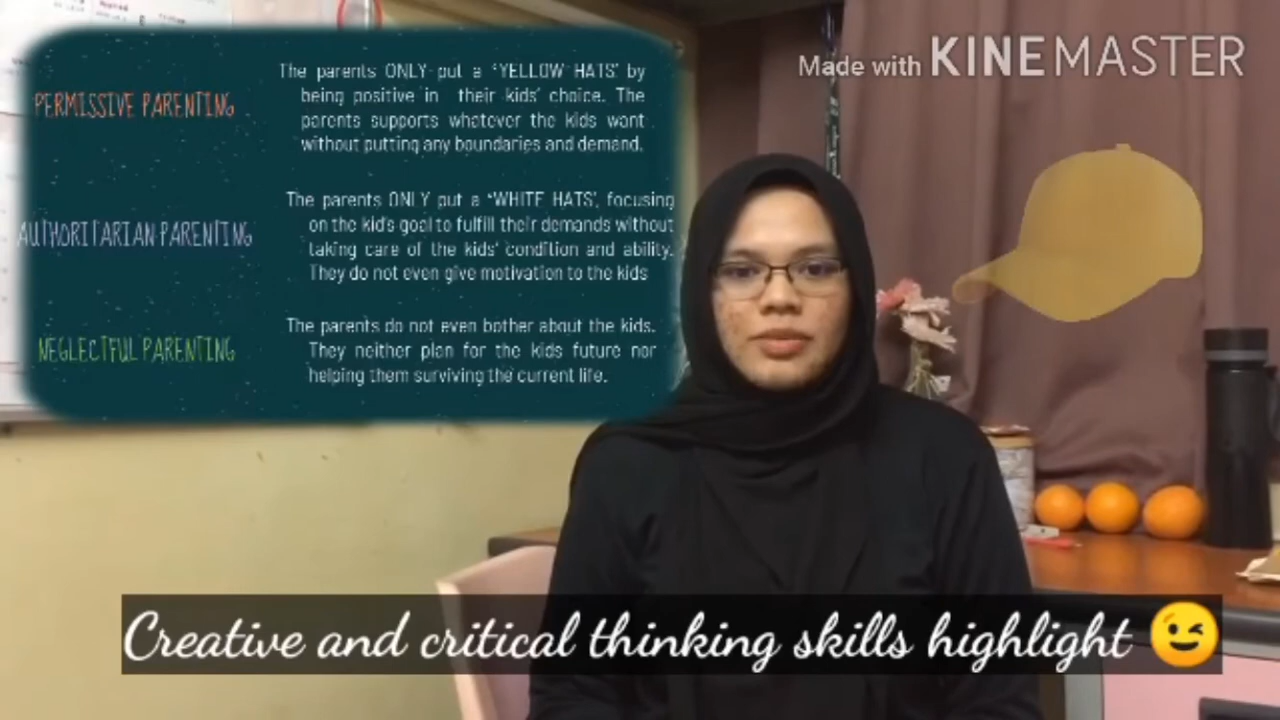 Made with KINEMASTER
PERMISSIVE PARENTING
The parents ONLY put a 'YELLOW HATS' by
being positive in their kids' choice. The
parents supports whatever the kids want
without putting any boundaries and demand.
AUTHORITARIAN PARENTING
The parents ONLY put a "WHITE HATS', focusing
on the kid's goal to fulfill their demands without
taking care of the kids' condition and ability.
They do not even give motivation to the kids
NEGLECTFUL PARENTING
The parents do not even bother about the kids.
They neither plan for the kids future nor
helping them surviving the current life.
Creative and critical thinking skills highlight 😉